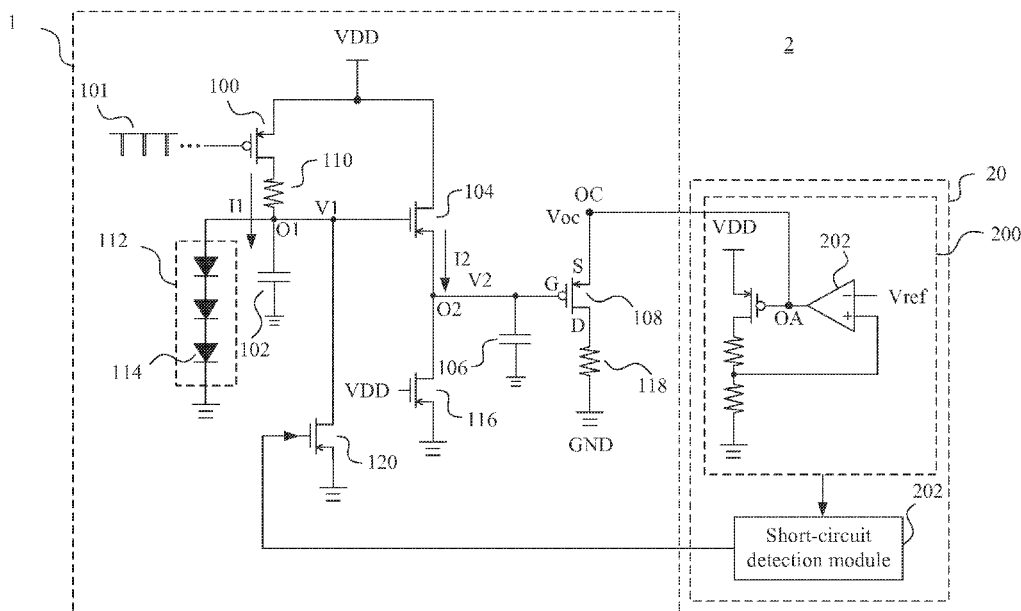 1
2
VDD
101
100
110
104
20
OC
Voc
200
VDD
202
112
I1
V1
O1
I2
V2
S
G
108
Vref
O2
OA
D
114
102
106
118
VDD
116
GND
120
202
Short-circuit
detection module